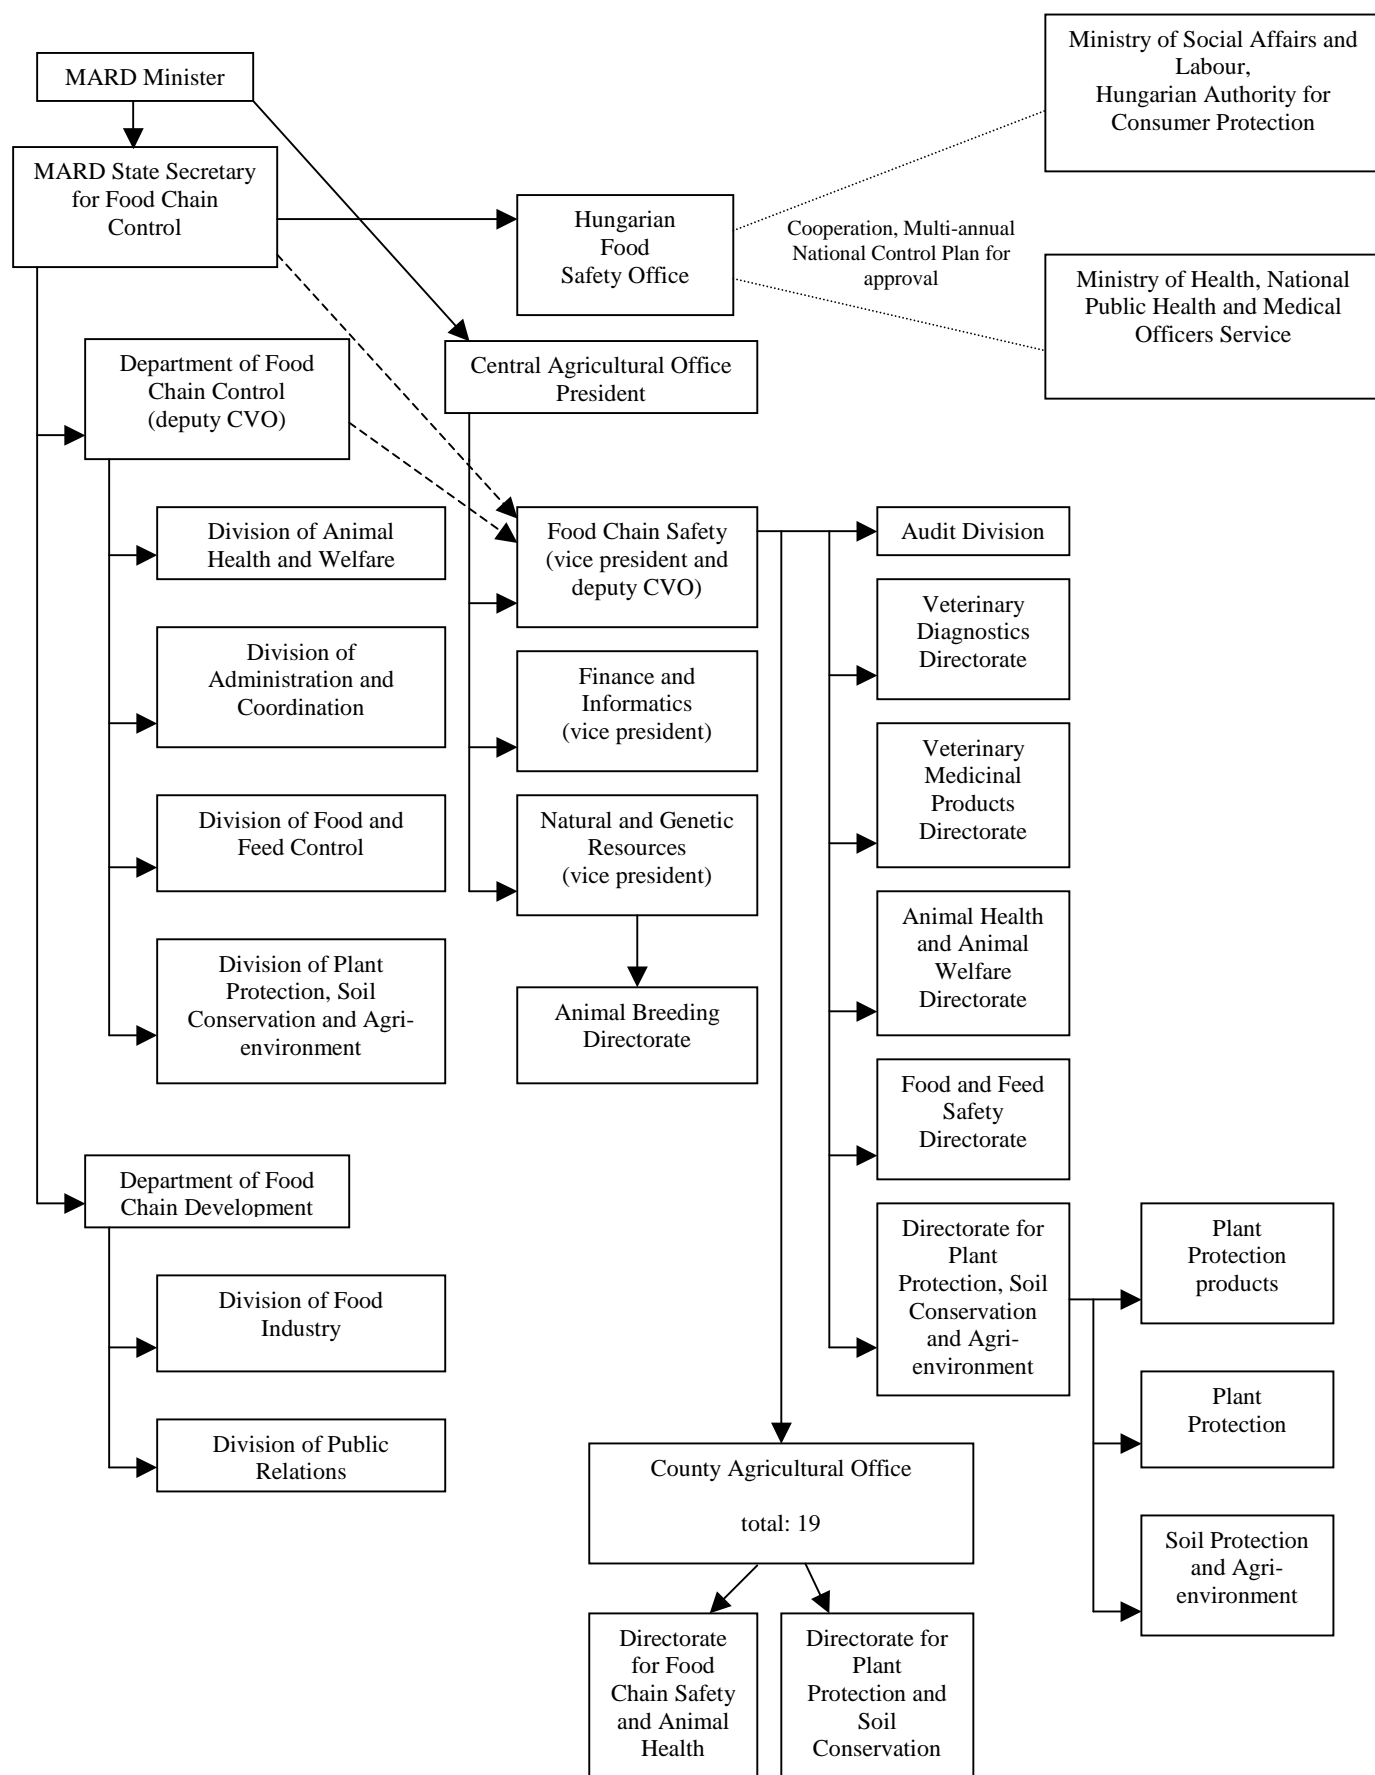 Ministry of Social Affairs and
Labour,
Hungarian Authority for
Consumer Protection
MARD Minister
MARD State Secretary
for Food Chain
Control
Hungarian
Food
Safety Office
Cooperation, Multi-annual
National Control Plan for
approval
Ministry of Health, National
Public Health and Medical
Officers Service
Department of Food
Chain Control
(deputy CVO)
Central Agricultural Office
President
Division of Animal
Health and Welfare
Food Chain Safety
(vice president and
deputy CVO)
Audit Division
Veterinary
Diagnostics
Directorate
Division of
Administration and
Coordination
Finance and
Informatics
(vice president)
Veterinary
Medicinal
Products
Directorate
Division of Food and
Feed Control
Natural and Genetic
Resources
(vice president)
Animal Health
and Animal
Welfare
Directorate
Division of Plant
Protection, Soil
Conservation and Agri-
environment
Animal Breeding
Directorate
Food and Feed
Safety
Directorate
Department of Food
Chain Development
Directorate for
Plant
Protection, Soil
Conservation
and Agri-
environment
Plant
Protection
products
Division of Food
Industry
Plant
Protection
Division of Public
Relations
County Agricultural Office
total: 19
Soil Protection
and Agri-
environment
Directorate
for Food
Chain Safety
and Animal
Health
Directorate for
Plant
Protection and
Soil
Conservation